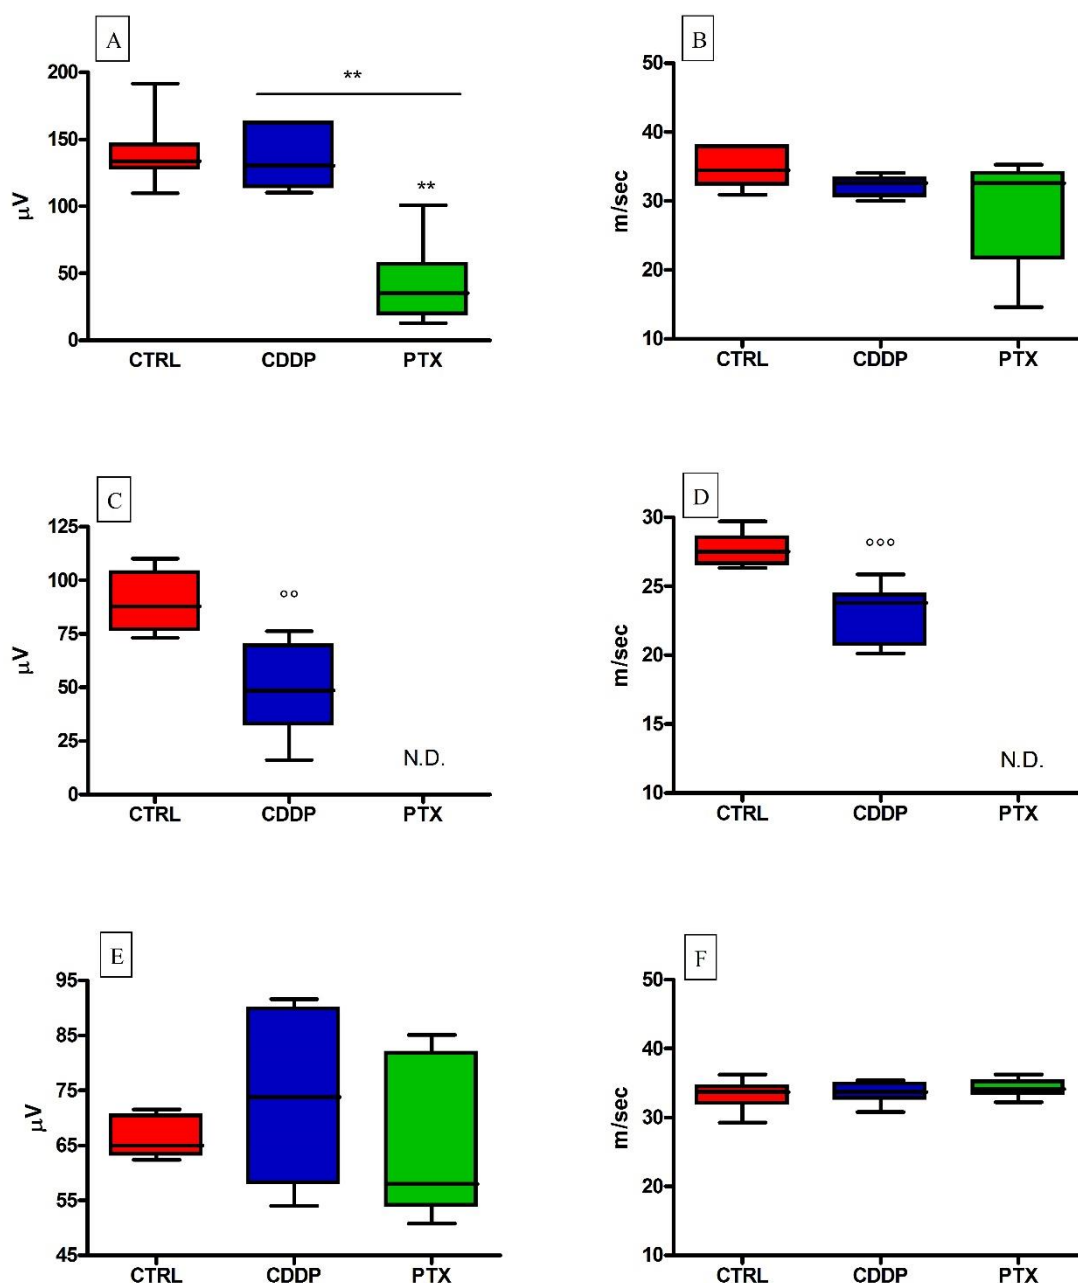 A
200
150
100
50
0
μV
**
**
CTRL CDDP PTX
B
50
40
30
20
10
m/sec
CTRL CDDP PTX
C
125
100
75
50
25
0
μV
°°
N.D.
CTRL CDDP PTX
D
30
25
20
15
10
m/sec
°°°
N.D.
CTRL CDDP PTX
E
95
85
75
65
55
45
μV
CTRL CDDP PTX
F
50
40
30
20
10
m/sec
CTRL CDDP PTX